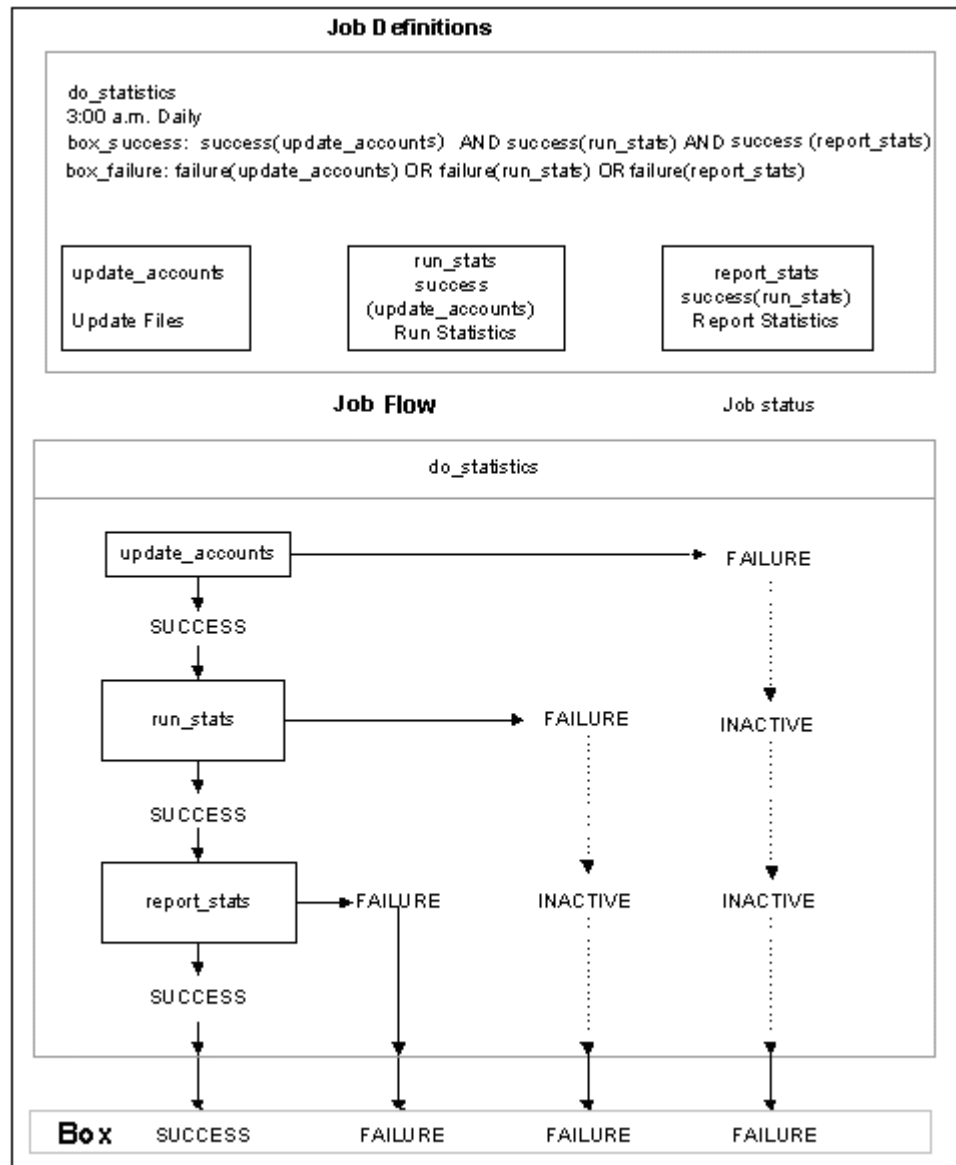 Job Definitions
do_statistics
3:00 a.m. Daily
box_success: success(update_accounts) AND success(run_stats) AND success (report_stats)
box_failure: failure(update_accounts) OR failure(run_stats) OR failure(report_stats)
update_accounts
Update Files
run_stats
success
(update_accounts)
Run Statistics
report_stats
success(run_stats)
Report Statistics
Job Flow
Job status
do_statistics
update_accounts
FAILURE
SUCCESS
run_stats
FAILURE
INACTIVE
SUCCESS
report_stats
FAILURE
INACTIVE
INACTIVE
SUCCESS
Box
SUCCESS
FAILURE
FAILURE
FAILURE